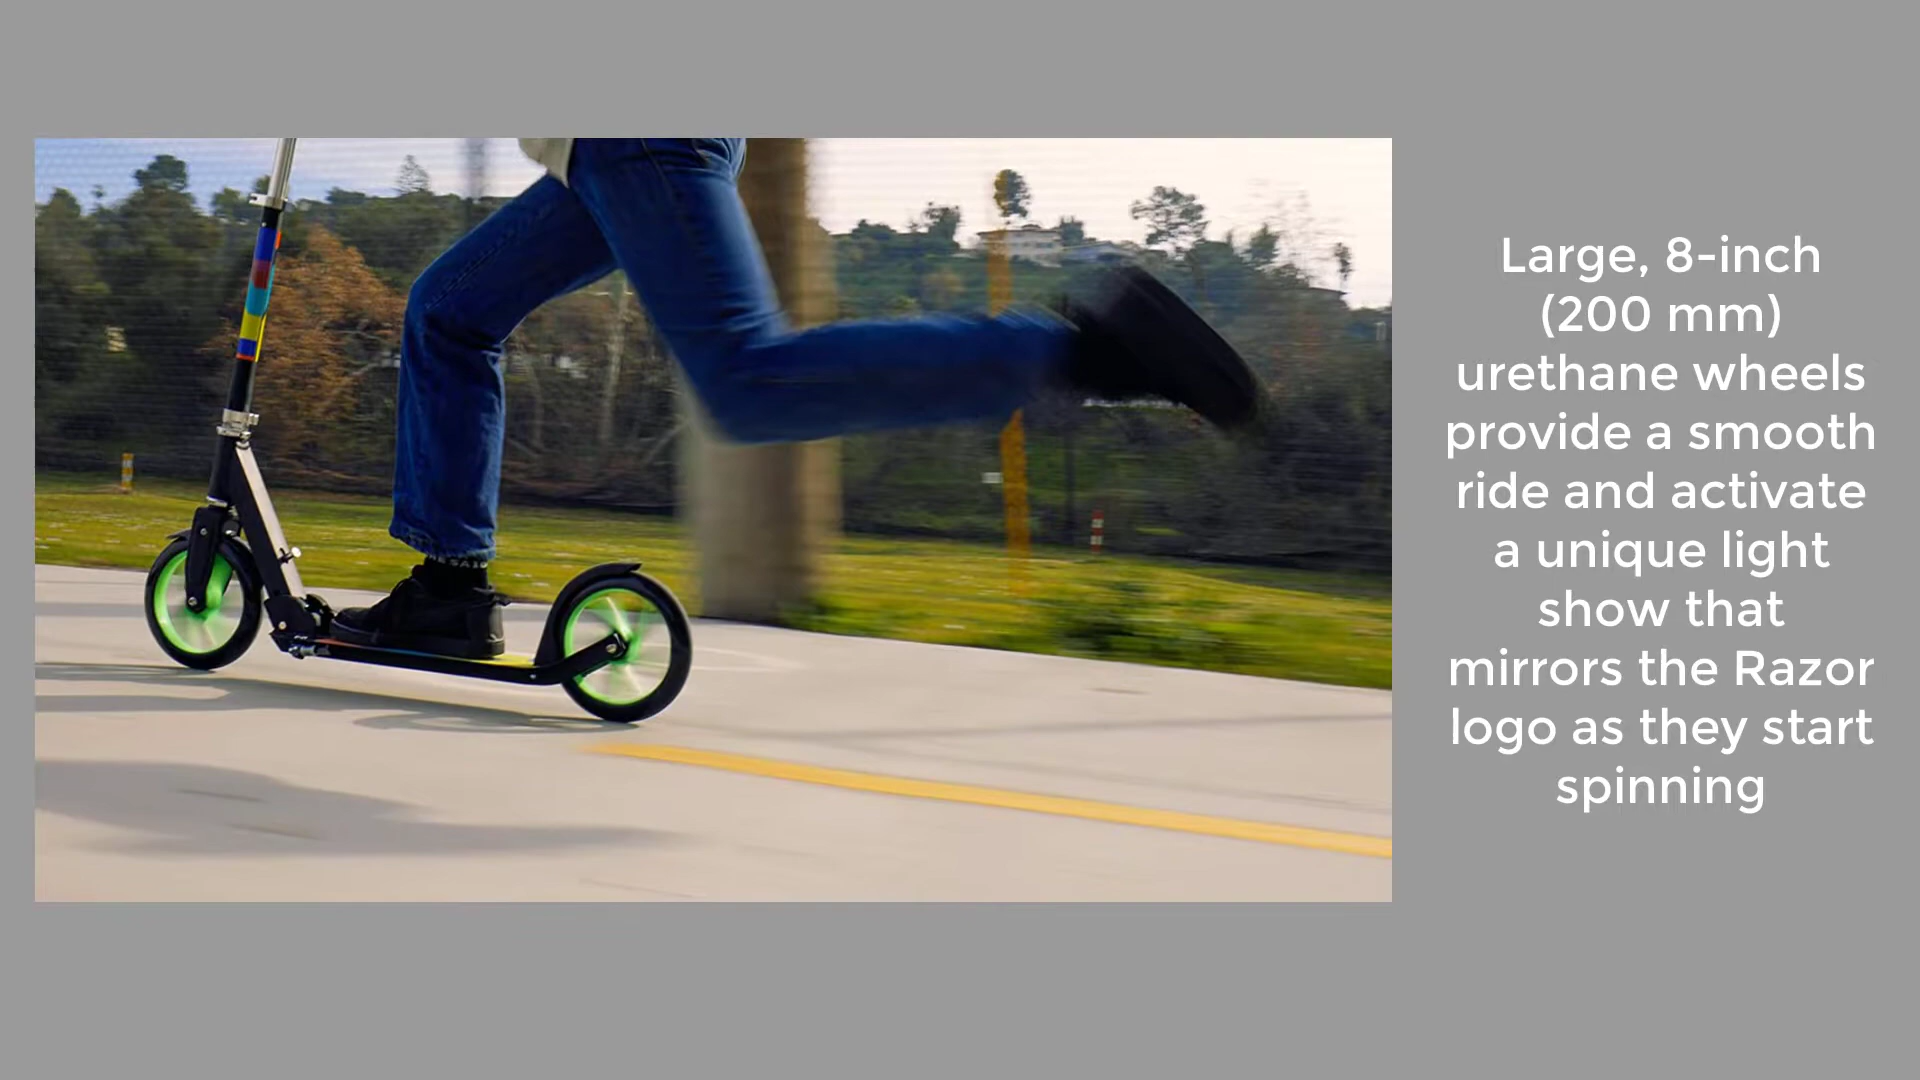 Large, 8-inch
(200 mm)
urethane wheels
provide a smooth
ride and activate
a unique light
show that
mirrors the Razor
logo as they start
spinning